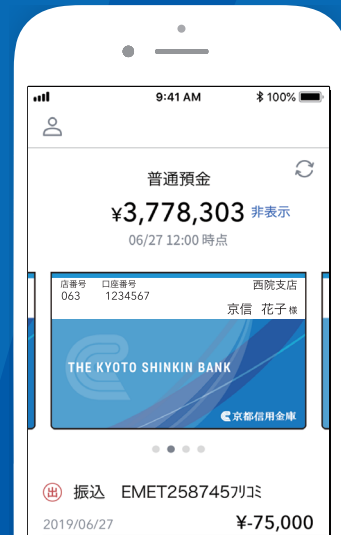 9:41 AM 100%
普通預金
¥3,778,303 非表示
06/27 12:00 時点
店番号 口座番号 西院支店
063 1234567
京信 花子様
THE KYOTO SHINKIN BANK
京都信用金庫
出 振込 EMET258745ﾌﾘｺﾐ
2019/06/27 ¥-75,000